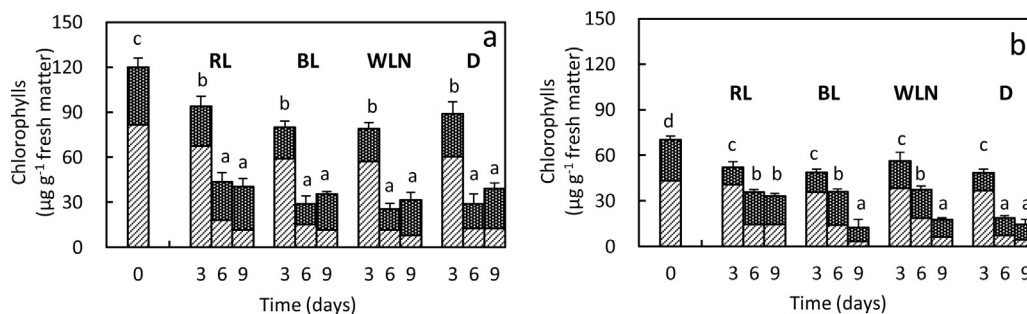 a
150
120
90
60
30
0
Chlorophylls
(µg g⁻¹ fresh matter)
c
RL
BL
WLN
D
b a a
b a a
b a a
b a a
0 3 6 9 3 6 9 3 6 9 3 6 9
Time (days)
b
150
120
90
60
30
0
Chlorophylls
(µg g⁻¹ fresh matter)
d
RL
BL
WLN
D
c b b
c b a
c b a
c a a
0 3 6 9 3 6 9 3 6 9 3 6 9
Time (days)